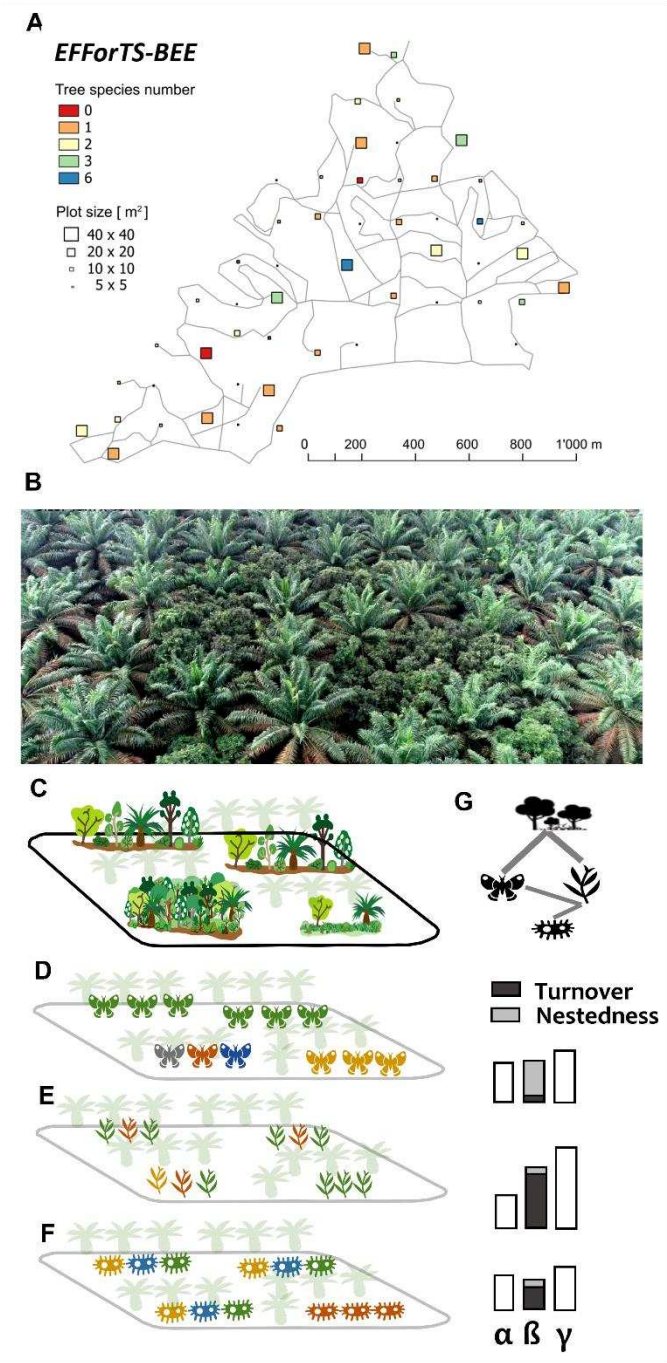 A
EFForTS-BEE
Tree species number
0
1
2
3
6
Plot size [ m²]
40 x 40
20 x 20
10 x 10
5 x 5
0 200 400 600 800 1'000 m
B
C
G
D
Turnover
Nestedness
E
F
α ß γ